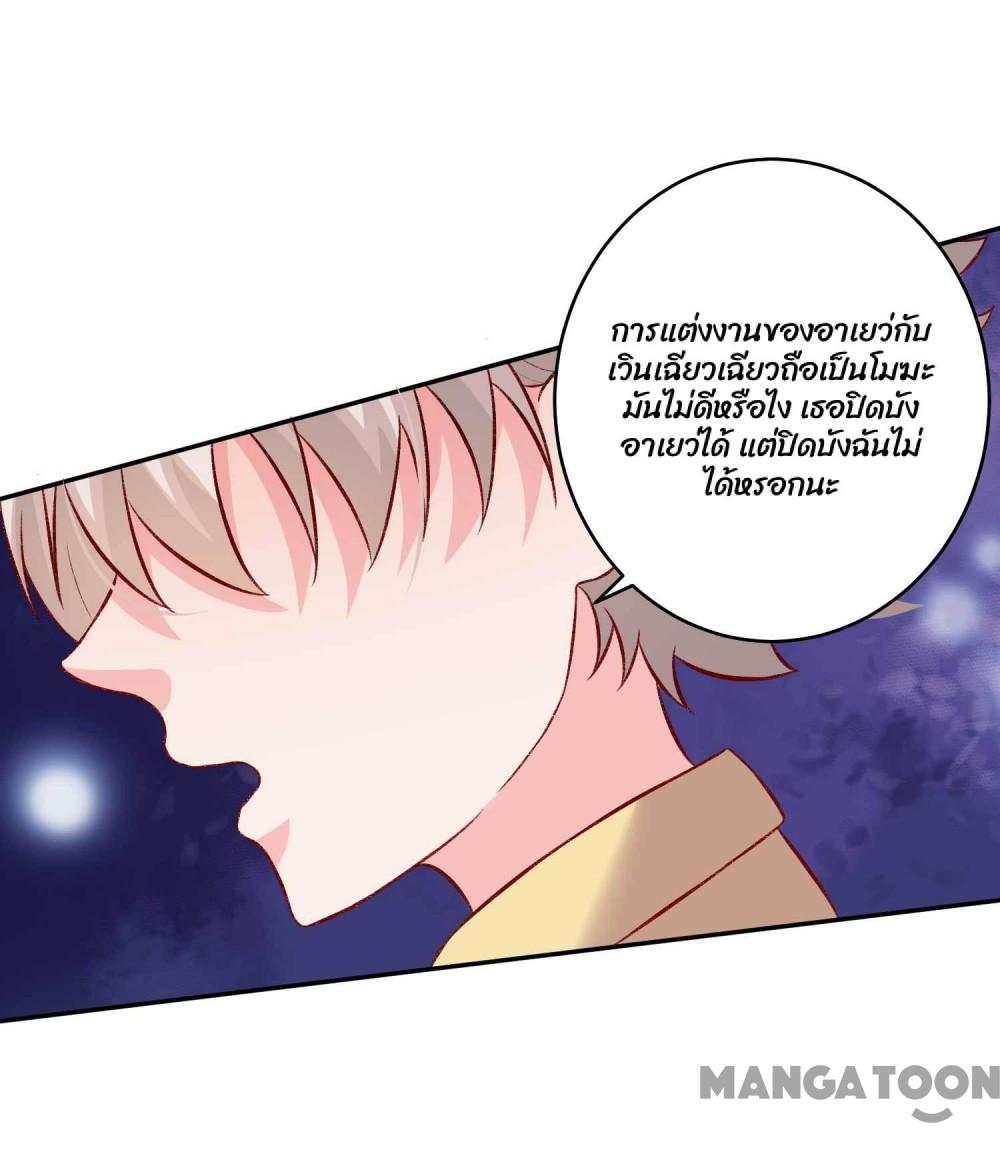 การแต่งงานของอาเยว่กับ
เวินเฉียวเฉียวถือเป็นโมฆะ
มันไม่ดีหรือไง เธอปิดบัง
อาเยว่ได้ แต่ปิดบังฉันไม่
ได้หรอกนะ
MANGATOON